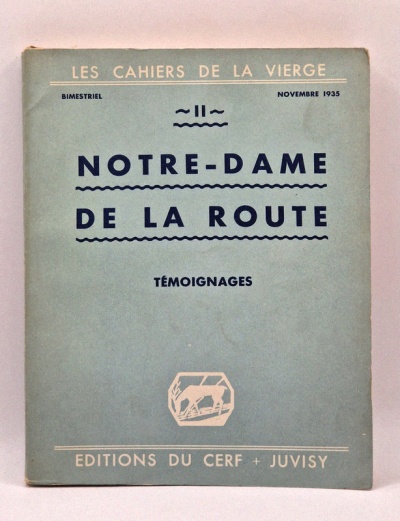 LES CAHIERS DE LA VIERGE
BIMESTRIEL NOVEMBRE 1935
~ II ~
NOTRE-DAME
DE LA ROUTE
TÉMOIGNAGES
EDITIONS DU CERF + JUVISY